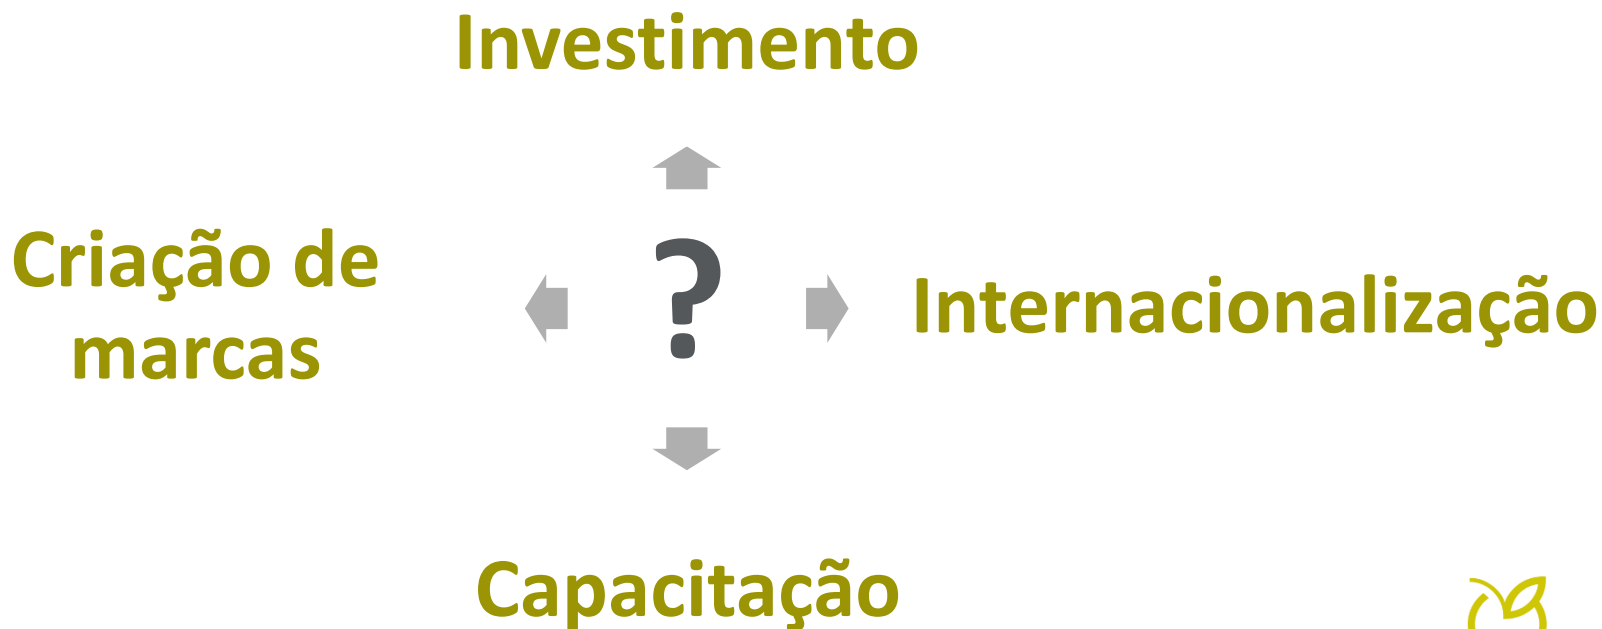 Investimento
Criação de
marcas
?
Internacionalização
Capacitação